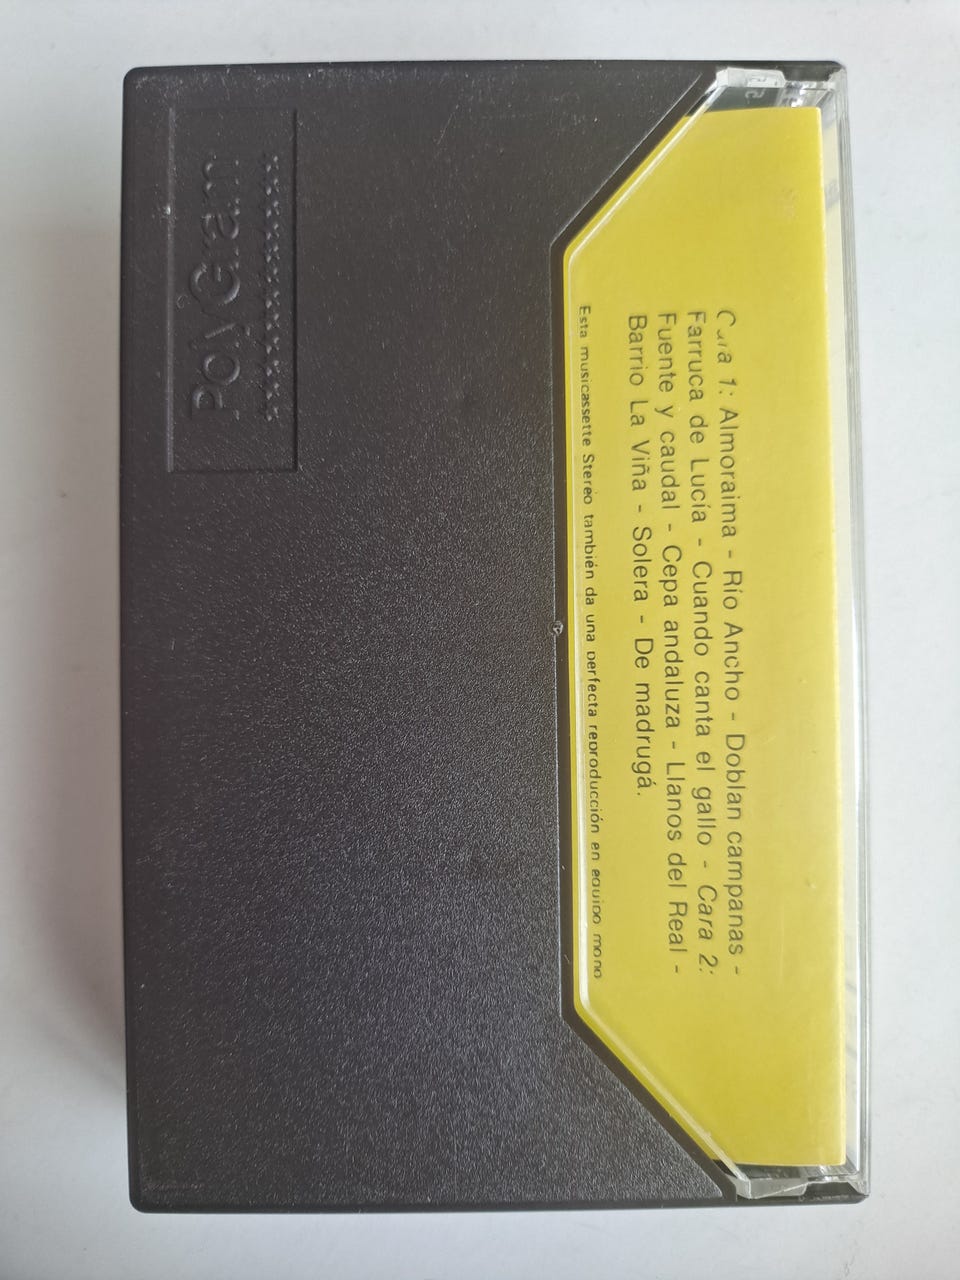 PolyGram
Cara 1: Almoraima - Río Ancho - Doblan campanas -
Farruca de Lucía - Cuando canta el gallo - Cara 2:
Fuente y caudal - Cepa andaluza - Llanos del Real -
Barrio La Viña - Solera - De madrugá.
Esta musicassette Stereo también da una perfecta reproducción en equipo mono